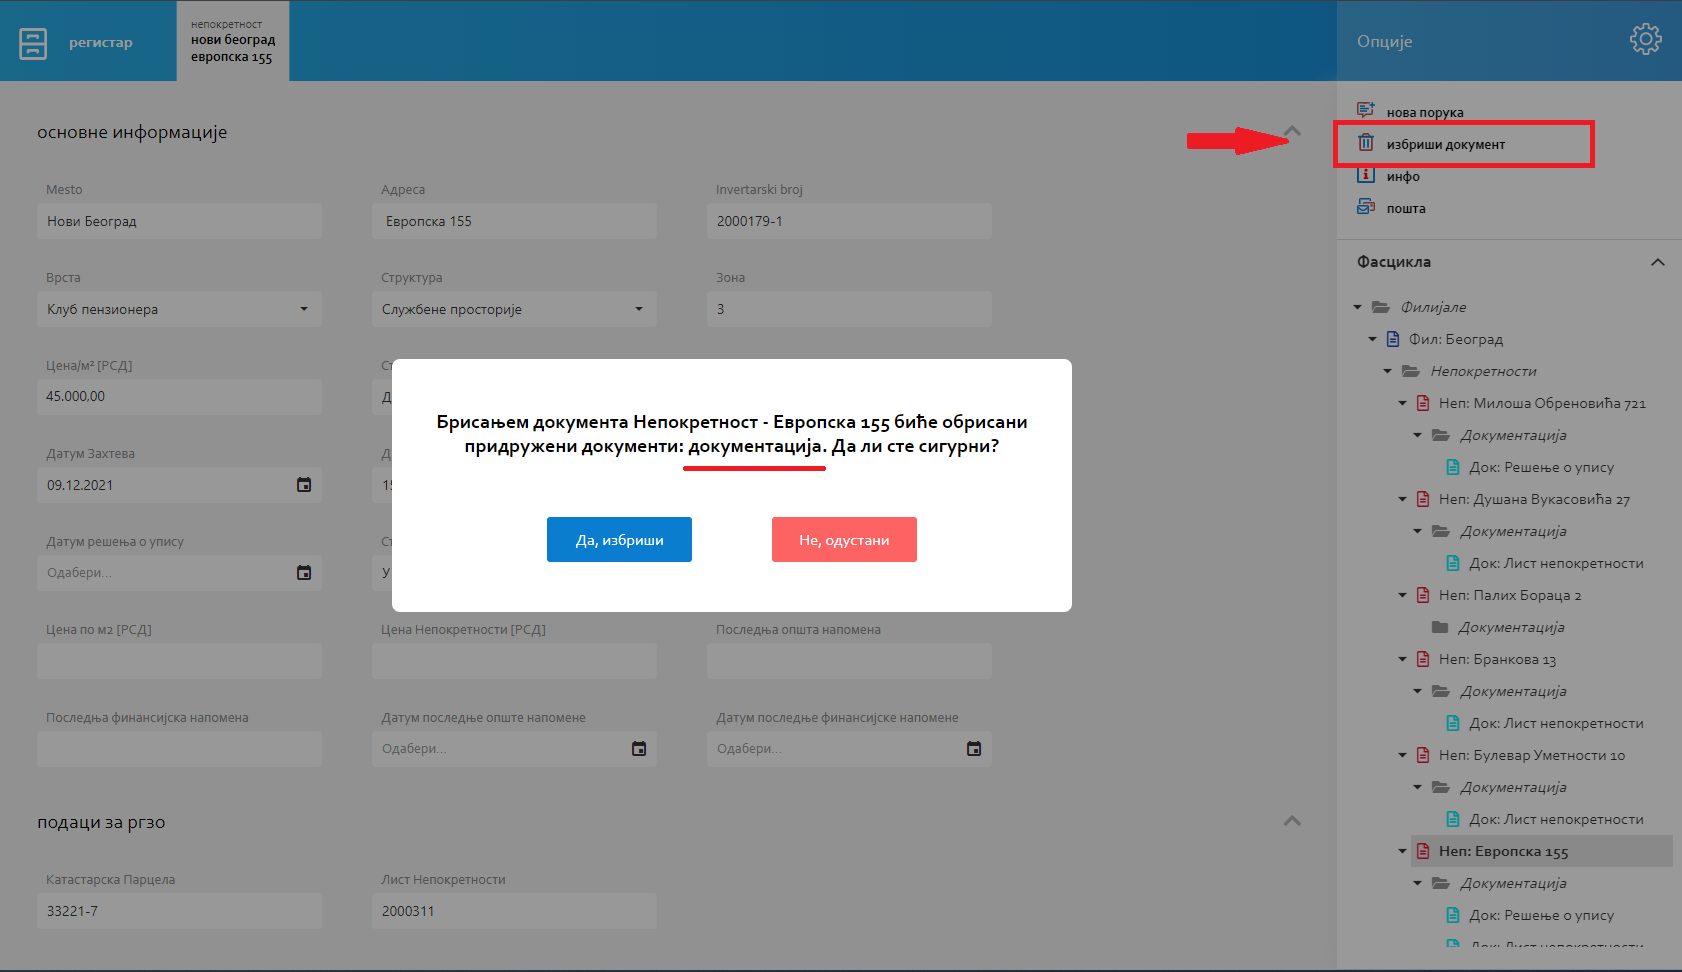 регистар
непокретност
нови београд
европска 155
Опције
нова порука
избриши документ
инфо
пошта
основне информације
Mesto
Адреса
Invertarski broj
Нови Београд
Европска 155
2000179-1
Врста
Структура
Зона
Клуб пензионера
Службене просторије
3
Цена/м² [РСД]
45.000,00
Датум Захтева
09.12.2021
Датум решења о упису
Одабери...
Брисањем документа Непокретност - Европска 155 биће обрисани
придружени документи: документација. Да ли сте сигурни?
Да, избриши
Не, одустани
Цена по м2 [РСД]
Цена Непокретности [РСД]
Последња општа напомена
Последња финансијска напомена
Датум последње опште напомене
Датум последње финансијске напомене
Одабери...
Одабери...
подаци за ргзо
Катастарска Парцела
Лист Непокретности
33221-7
2000311
Фасцикла
Филијале
Фил: Београд
Непокретности
Неп: Милоша Обреновића 721
Документација
Док: Решење о упису
Неп: Душана Вукасовића 27
Документација
Док: Лист непокретности
Неп: Палих Бораца 2
Документација
Неп: Бранкова 13
Документација
Док: Лист непокретности
Неп: Булевар Уметности 10
Документација
Док: Лист непокретности
Неп: Европска 155
Документација
Док: Решење о упису
Док: Лист непокретности